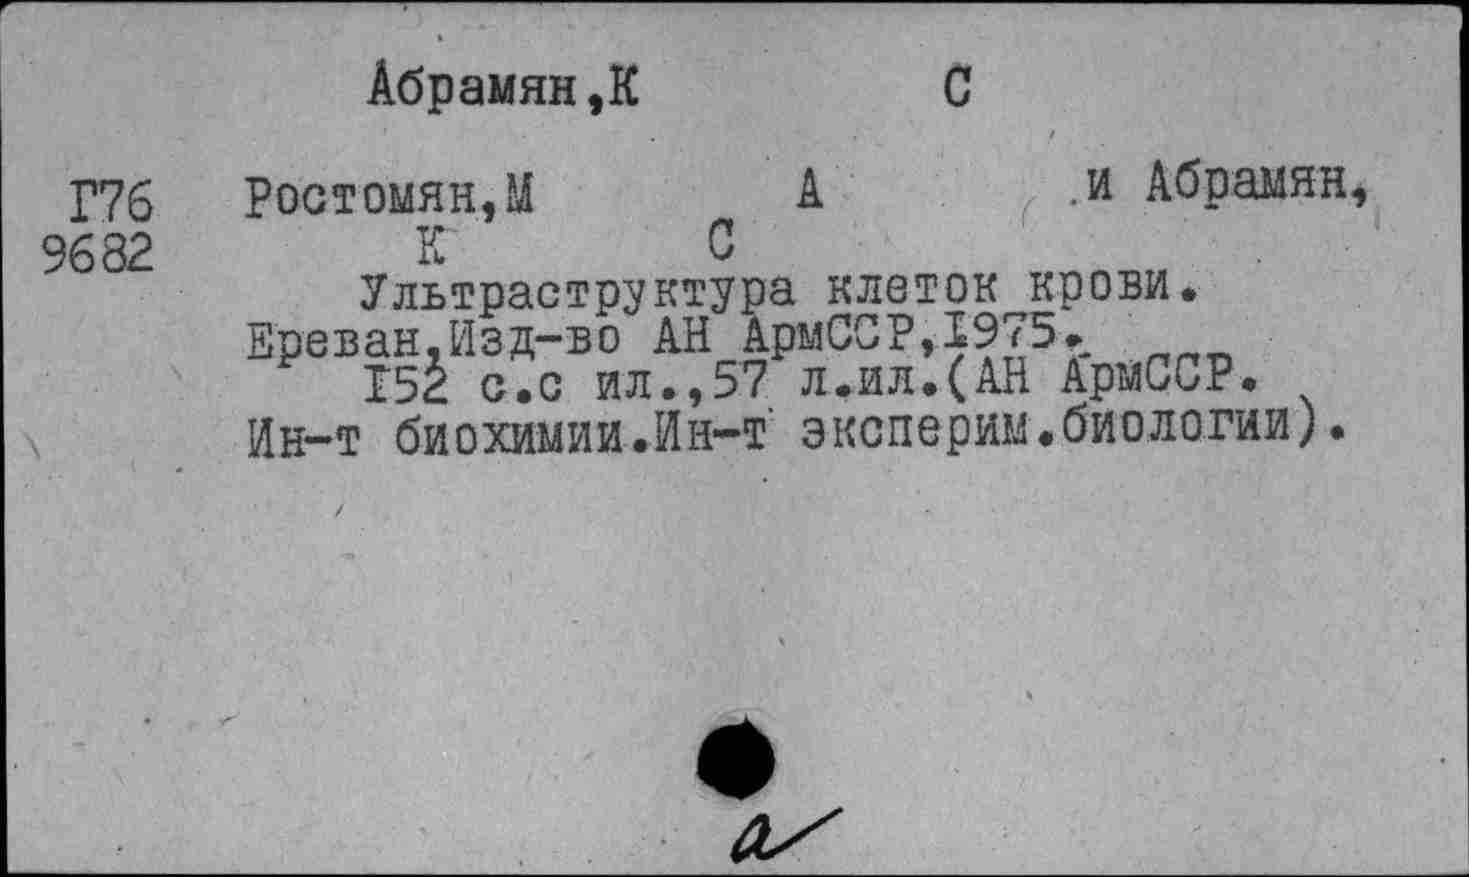 Абрамян,К С
Г76 Ростомян,М А .и Абрамян,
9682 К С
Ультраструктура клеток крови.
Ереван,Изд-во АН АрмССР,1975.
152 с.с ил.,57 л.ил.(АН АрмССР.
Ин-т биохимии.Ин-т эксперим.биологии).
а